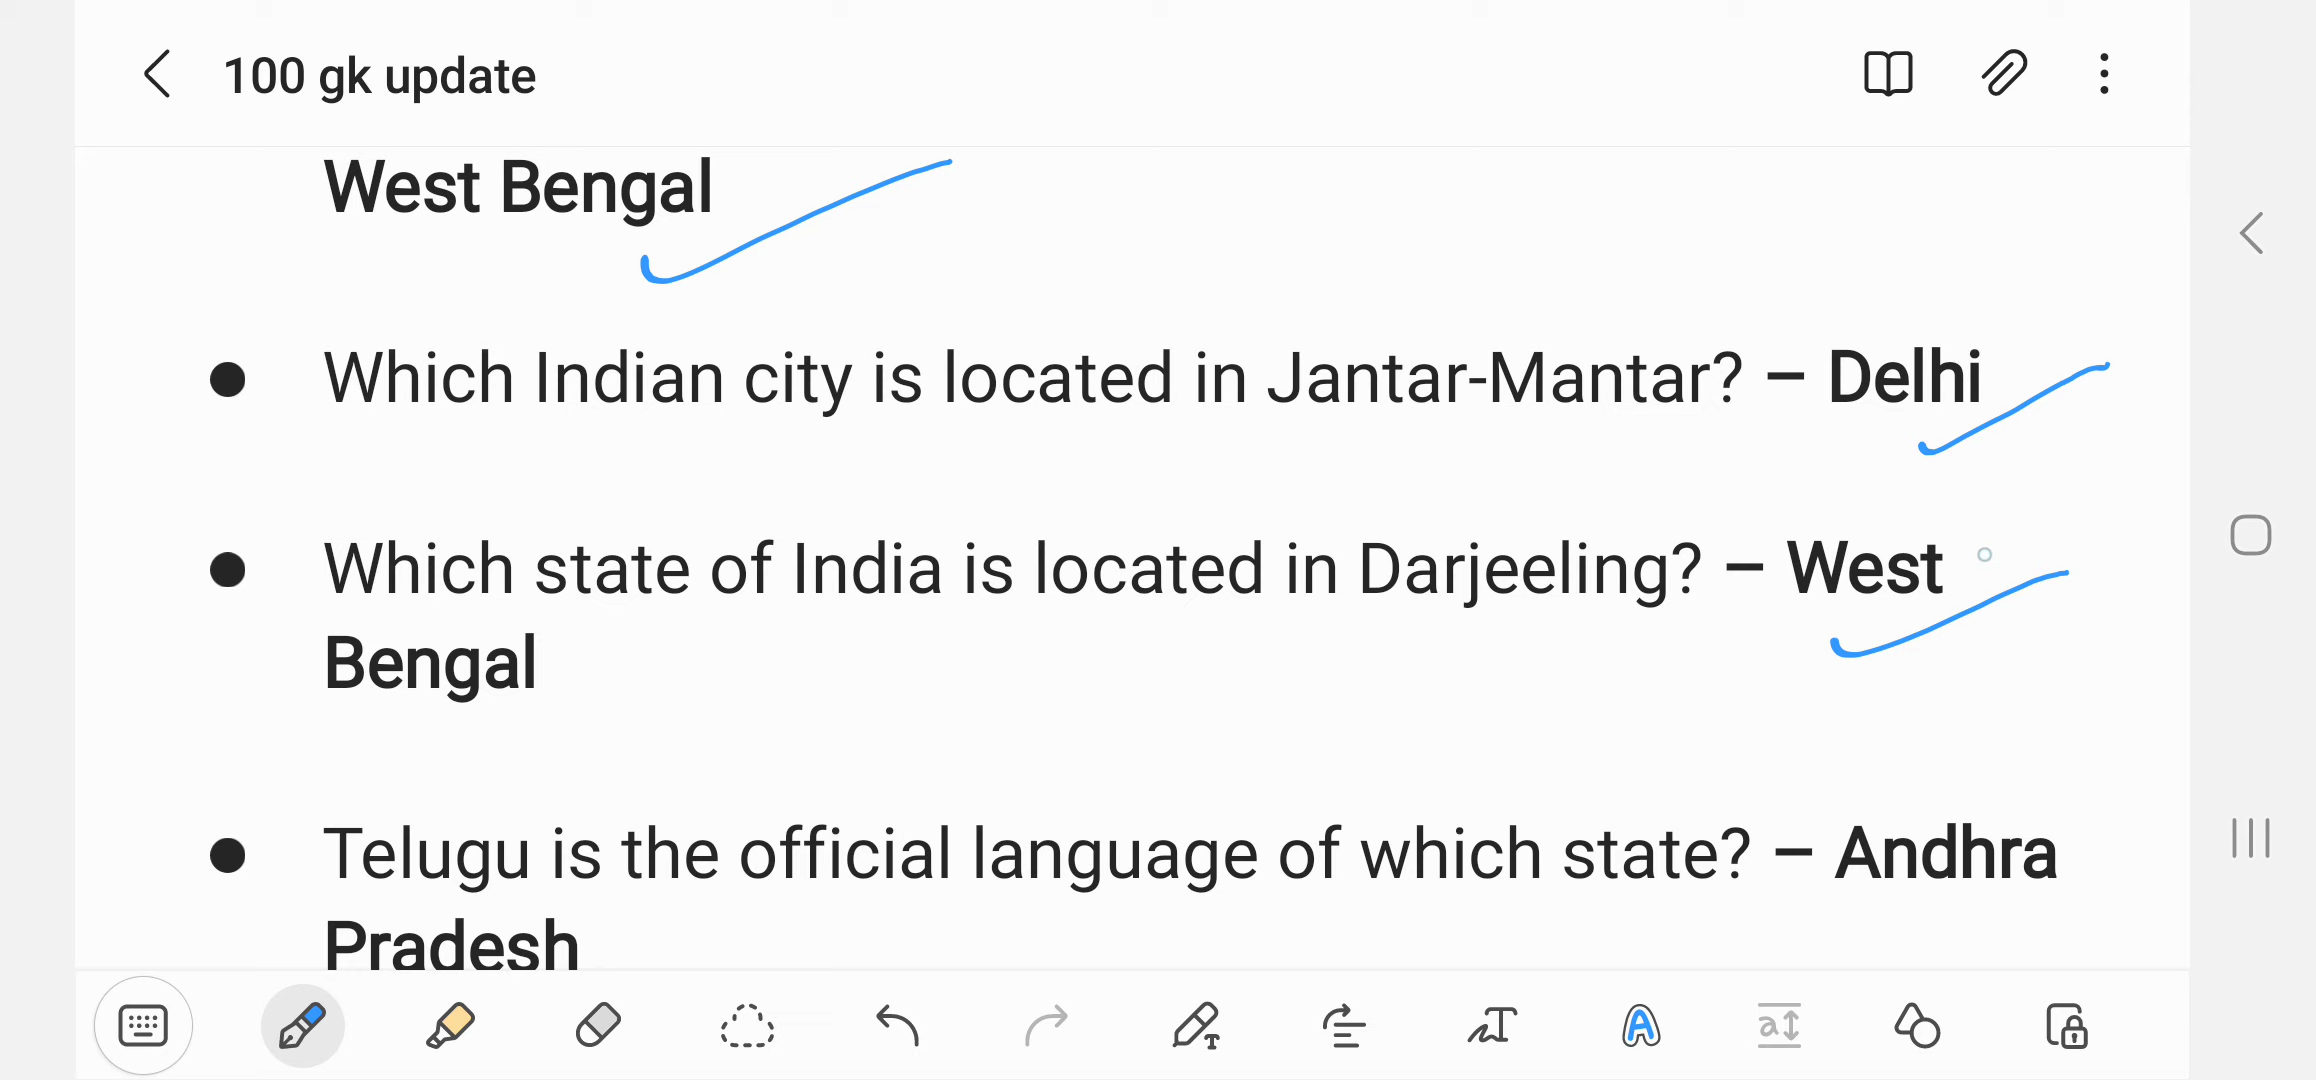 100 gk update
West Bengal
● Which Indian city is located in Jantar-Mantar? – Delhi
● Which state of India is located in Darjeeling? – West
Bengal
● Telugu is the official language of which state? – Andhra
Pradesh